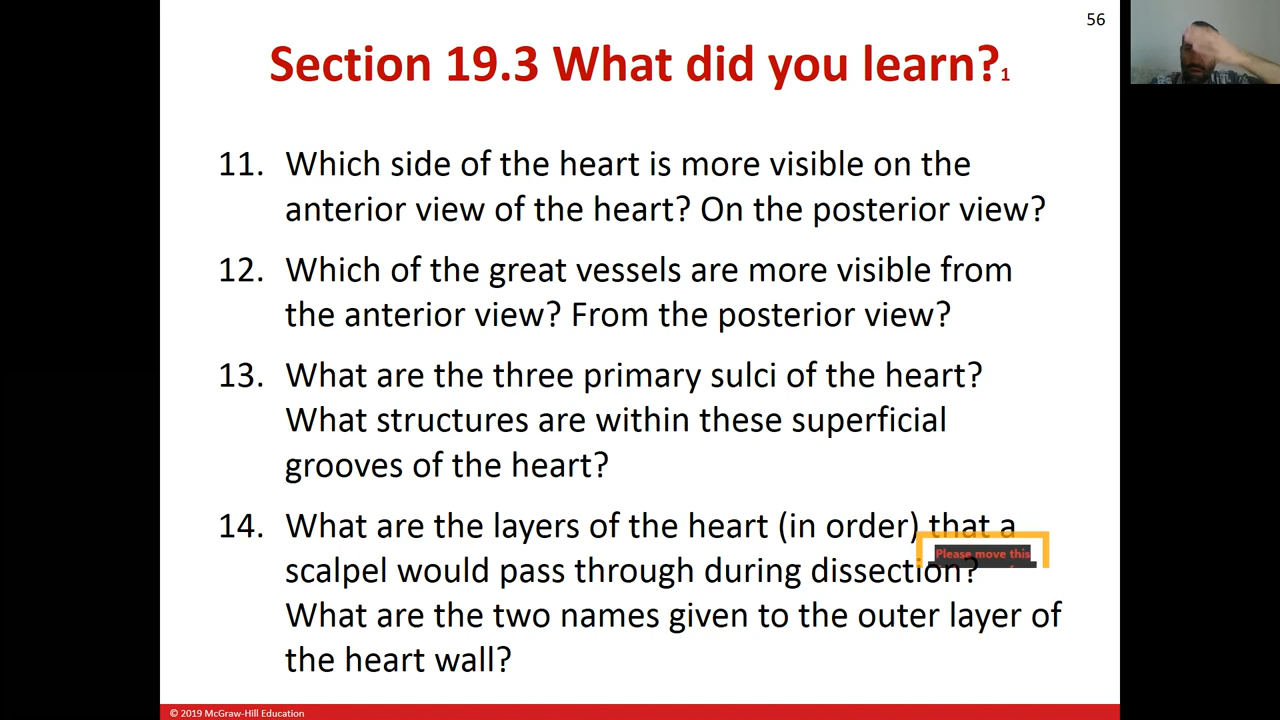 56
Section 19.3 What did you learn?1
11. Which side of the heart is more visible on the
anterior view of the heart? On the posterior view?
12. Which of the great vessels are more visible from
the anterior view? From the posterior view?
13. What are the three primary sulci of the heart?
What structures are within these superficial
grooves of the heart?
14. What are the layers of the heart (in order) that a
Please move this
scalpel would pass through during dissection?
What are the two names given to the outer layer of
the heart wall?
© 2019 McGraw-Hill Education